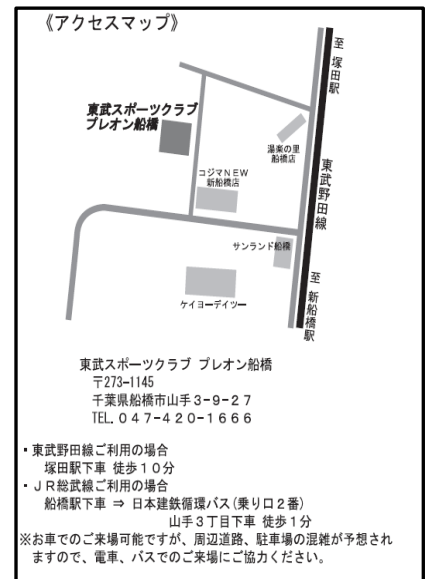 《アクセスマップ》
至 塚田駅
東武スポーツクラブ
プレオン船橋
湯楽の里
船橋店
コジマNEW
新船橋店
東武野田線
サンランド船橋
至 新船橋駅
ケイヨーデイツー
東武スポーツクラブ プレオン船橋
〒273-1145
千葉県船橋市山手3-9-27
TEL.047-420-1666
・東武野田線ご利用の場合
塚田駅下車 徒歩10分
・JR総武線ご利用の場合
船橋駅下車 ⇒ 日本建鉄循環バス(乗り口2番)
山手3丁目下車 徒歩1分
※お車でのご来場可能ですが、周辺道路、駐車場の混雑が予想され
ますので、電車、バスでのご来場にご協力ください。